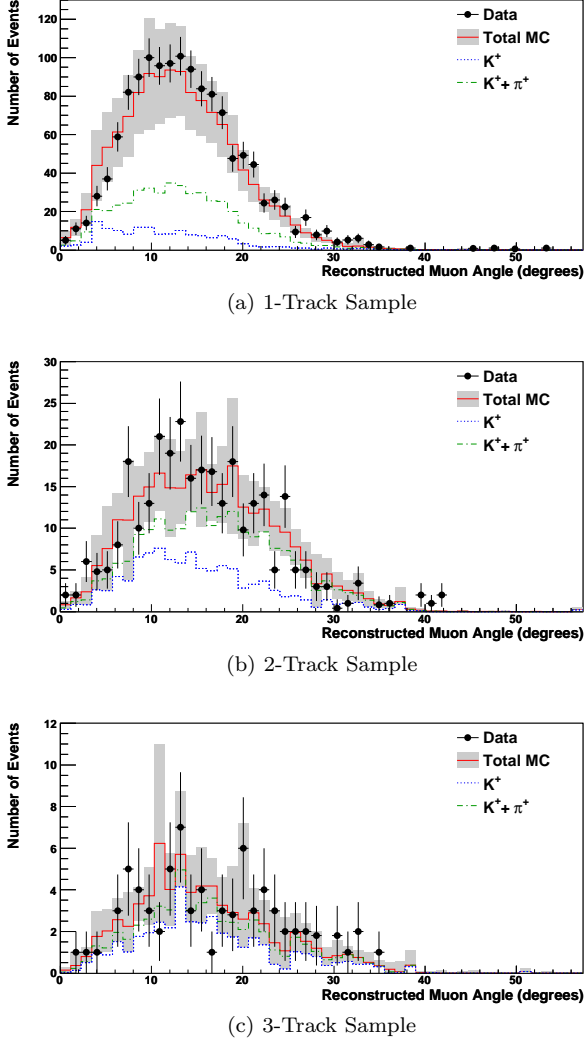 Number of Events
120
100
80
60
40
20
0
Data
Total MC
K⁺
K⁺+ π⁺
0 10 20 30 40 50
Reconstructed Muon Angle (degrees)
(a) 1-Track Sample
Number of Events
30
25
20
15
10
5
0
Data
Total MC
K⁺
K⁺+ π⁺
0 10 20 30 40 50
Reconstructed Muon Angle (degrees)
(b) 2-Track Sample
Number of Events
12
10
8
6
4
2
0
Data
Total MC
K⁺
K⁺+ π⁺
0 10 20 30 40 50
Reconstructed Muon Angle (degrees)
(c) 3-Track Sample